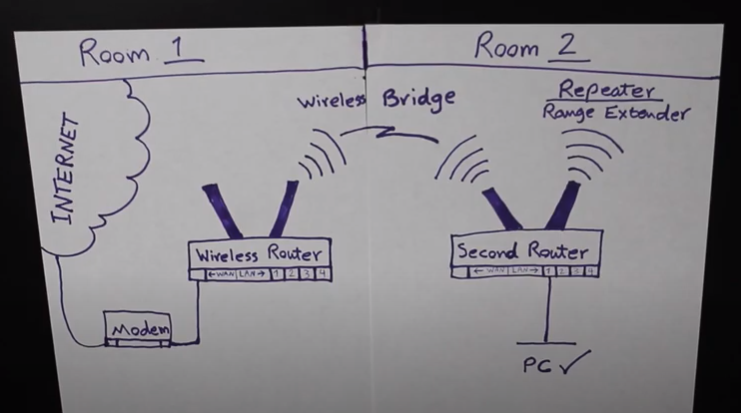 Room 1
Room 2
INTERNET
Wireless Bridge
Repeater
Range Extender
Wireless Router
←WAN LAN→ 1 2 3 4
Modem
Second Router
←WAN LAN→ 1 2 3 4
PC ✓